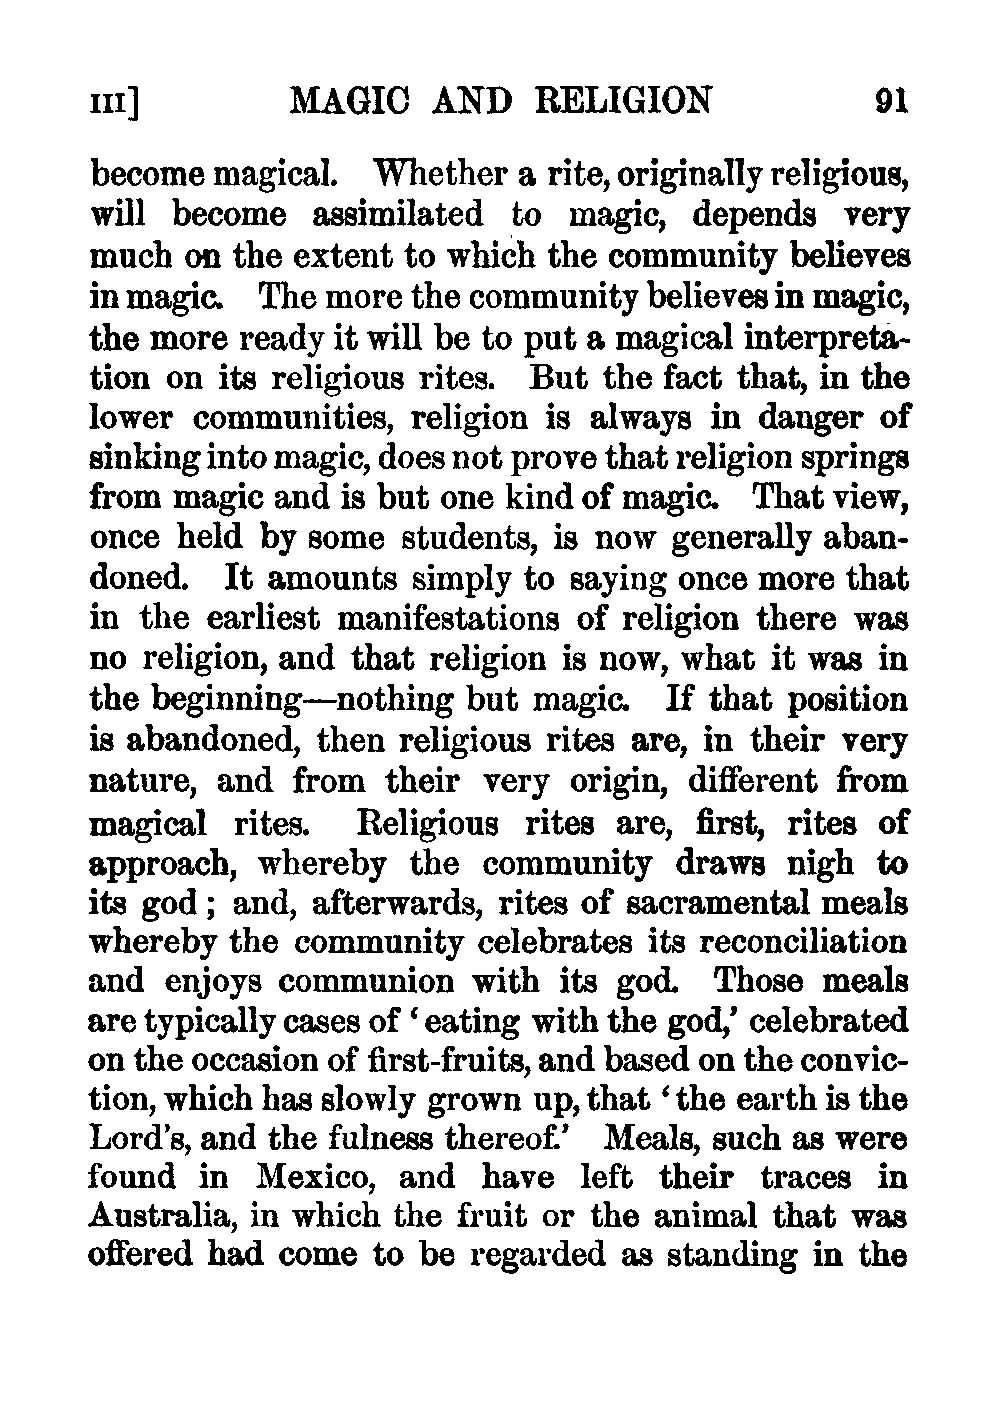 III] MAGIC AND RELIGION 91
become magical. Whether a rite, originally religious,
will become assimilated to magic, depends very
much on the extent to which the community believes
in magic. The more the community believes in magic,
the more ready it will be to put a magical interpreta-
tion on its religious rites. But the fact that, in the
lower communities, religion is always in danger of
sinking into magic, does not prove that religion springs
from magic and is but one kind of magic. That view,
once held by some students, is now generally aban-
doned. It amounts simply to saying once more that
in the earliest manifestations of religion there was
no religion, and that religion is now, what it was in
the beginning—nothing but magic. If that position
is abandoned, then religious rites are, in their very
nature, and from their very origin, different from
magical rites. Religious rites are, first, rites of
approach, whereby the community draws nigh to
its god; and, afterwards, rites of sacramental meals
whereby the community celebrates its reconciliation
and enjoys communion with its god. Those meals
are typically cases of ‘eating with the god,’ celebrated
on the occasion of first-fruits, and based on the convic-
tion, which has slowly grown up, that ‘the earth is the
Lord's, and the fulness thereof.’ Meals, such as were
found in Mexico, and have left their traces in
Australia, in which the fruit or the animal that was
offered had come to be regarded as standing in the